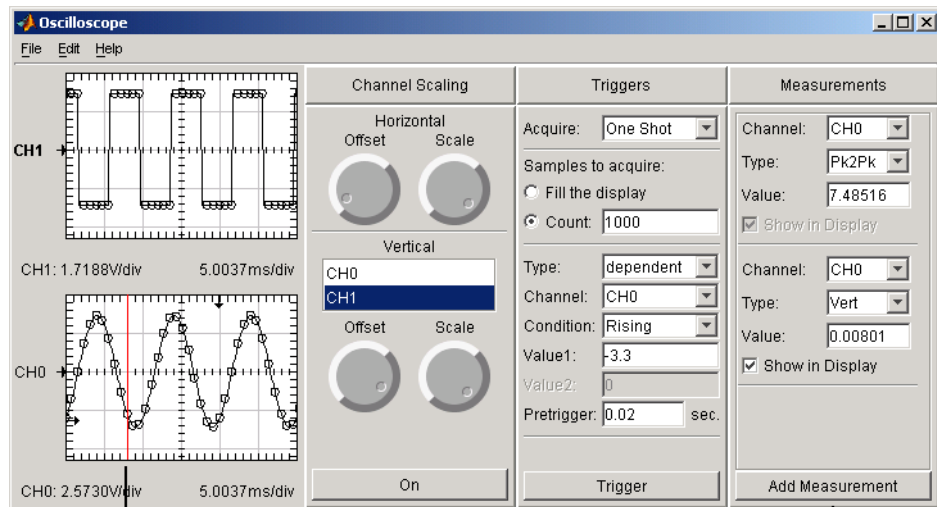 Oscilloscope
File Edit Help
CH1
CH1: 1.7188V/div 5.0037ms/div
CH0
CH0: 2.5730V/div 5.0037ms/div
Channel Scaling
Horizontal
Offset Scale
Vertical
CH0
CH1
Offset Scale
On
Triggers
Acquire: One Shot
Samples to acquire:
Fill the display
Count: 1000
Type: dependent
Channel: CH0
Condition: Rising
Value1: -3.3
Value2: 0
Pretrigger: 0.02 sec.
Trigger
Measurements
Channel: CH0
Type: Pk2Pk
Value: 7.48516
Show in Display
Channel: CH0
Type: Vert
Value: 0.00801
Show in Display
Add Measurement